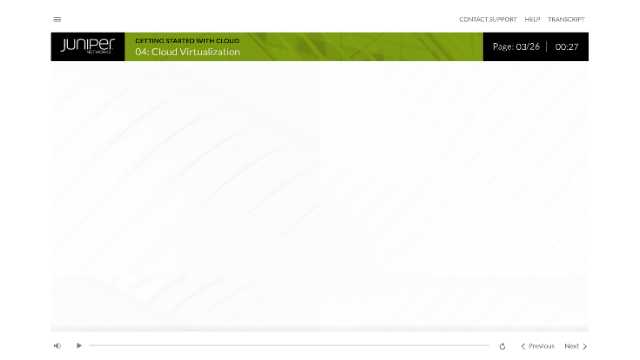 CONTACT SUPPORT HELP TRANSCRIPT
JUNIPER NETWORKS
GETTING STARTED WITH CLOUD
04: Cloud Virtualization
Page: 03/26 | 00:27
Previous Next